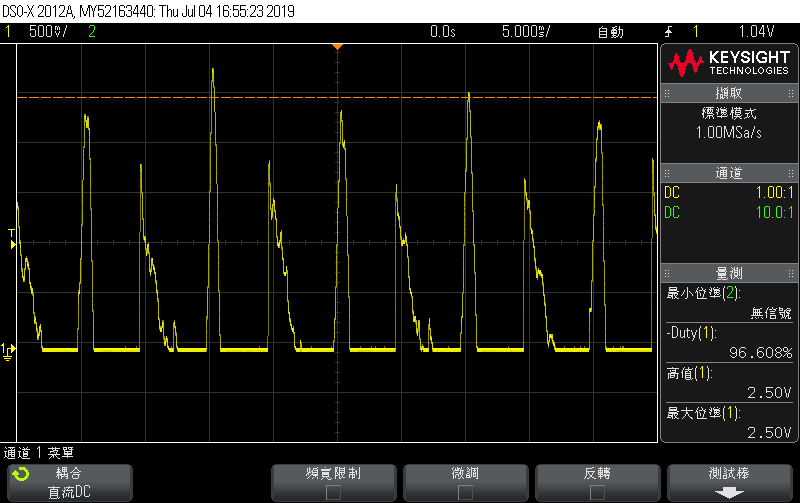 DSO-X 2012A, MY52163440: Thu Jul 04 16:55:23 2019
1 500mV/ 2 0.0s 5.000s/ 自動 1 1.04V
KEYSIGHT
TECHNOLOGIES
擷取
標準模式
1.00MSa/s
通道
DC 1.00:1
DC 10.0:1
量測
最小位準(2):
無信號
-Duty(1):
96.608%
高值(1):
2.50V
最大位準(1):
2.50V
T
1
通道 1 菜單
耦合
直流DC
頻寬限制
微調
反轉
測試棒